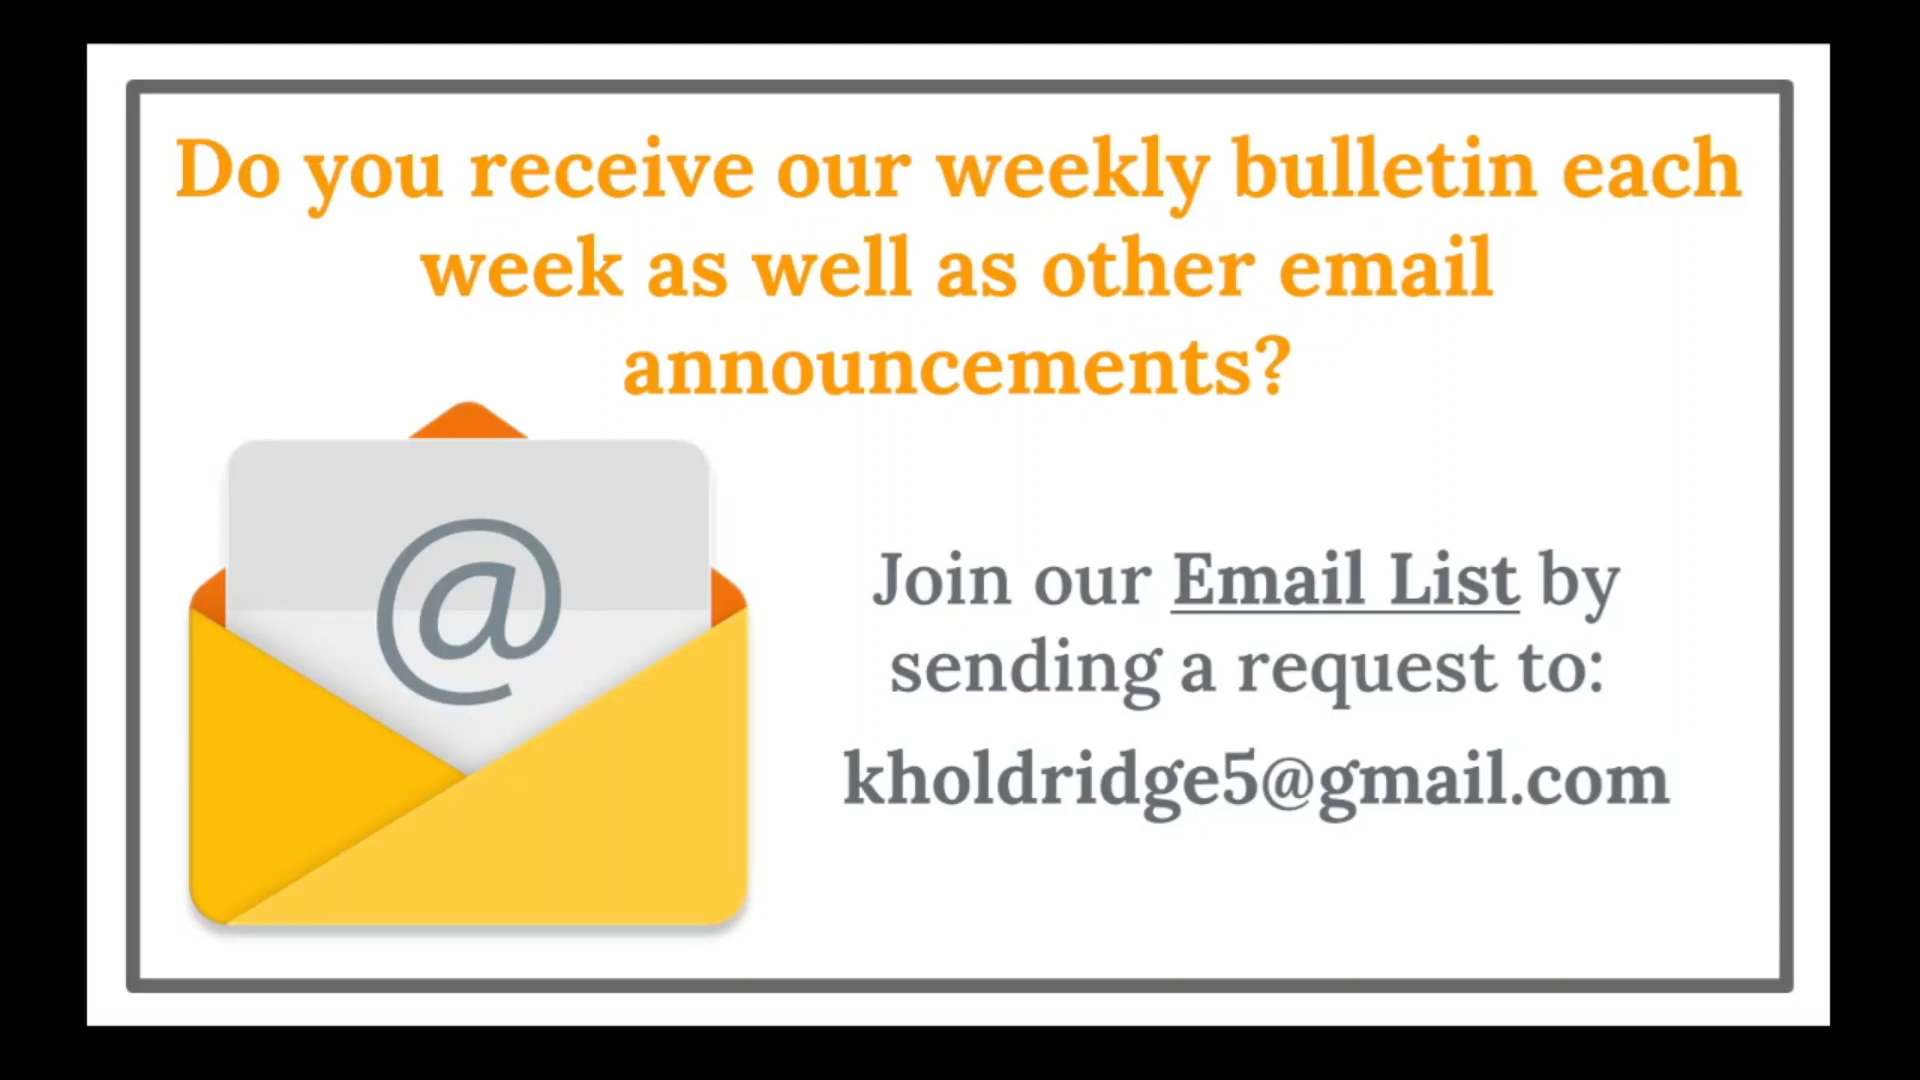 Do you receive our weekly bulletin each
week as well as other email
announcements?
@
Join our Email List by
sending a request to:
kholdridge5@gmail.com